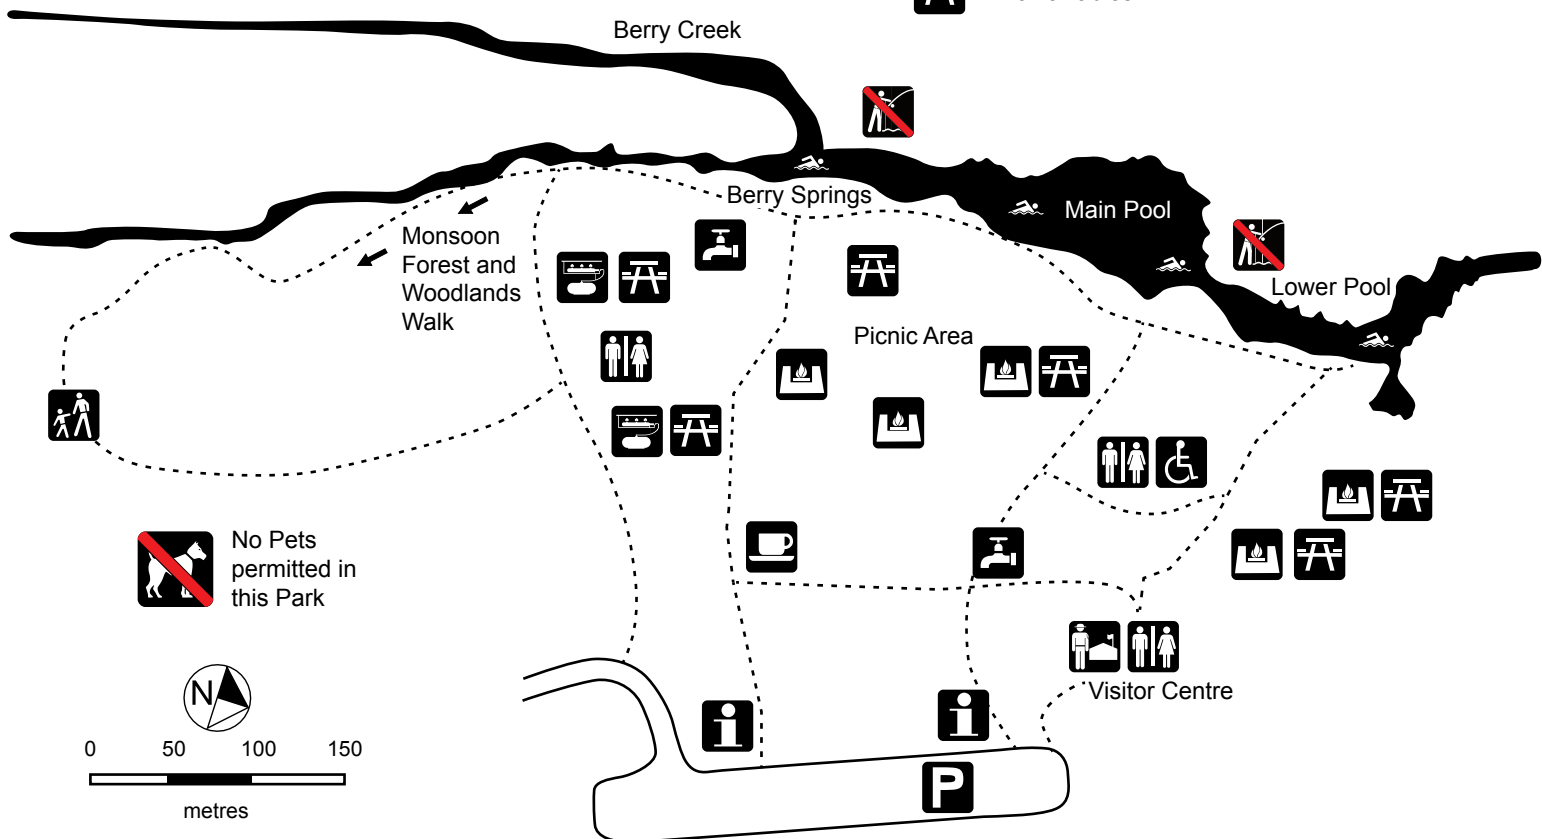 Berry Creek
Berry Springs
Main Pool
Monsoon
Forest and
Woodlands
Walk
Lower Pool
Picnic Area
No Pets
permitted in
this Park
Visitor Centre
N
0 50 100 150
metres
i
i
P